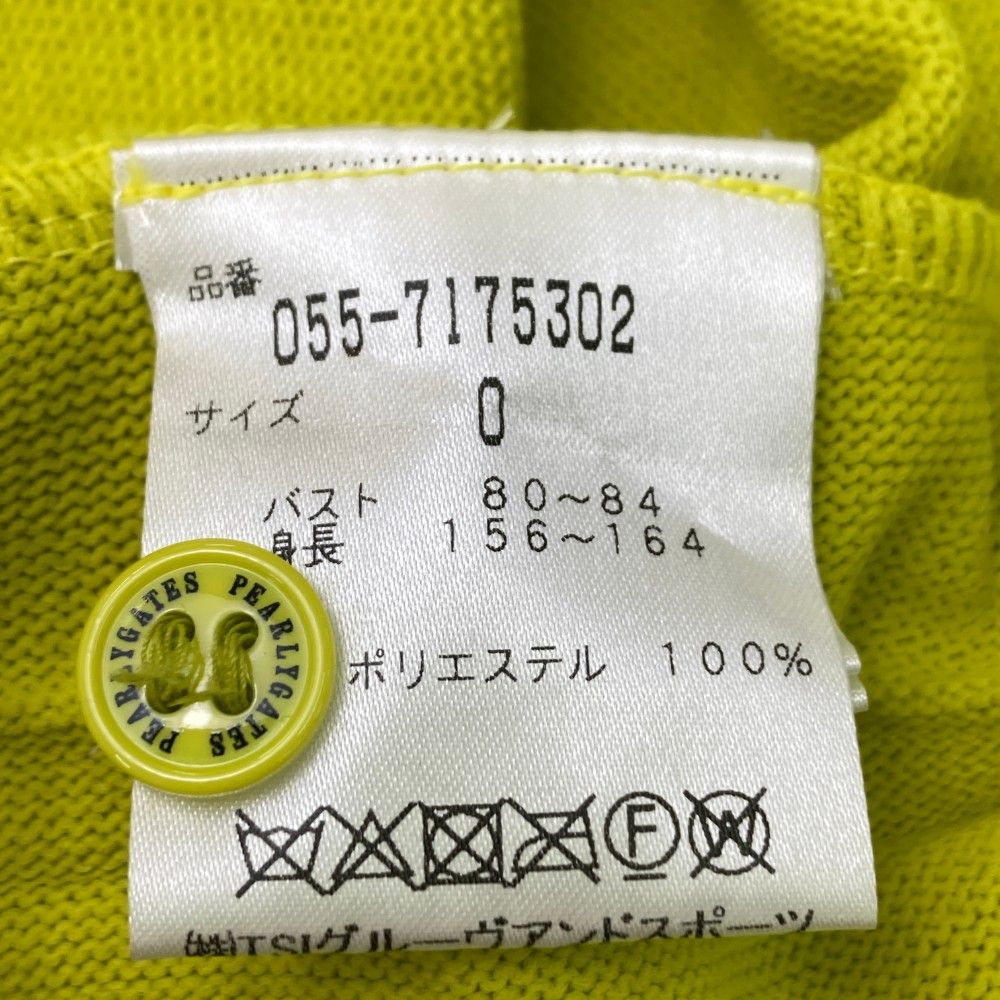 品番
055-7175302
サイズ 0
バスト 80～84
身長 156～164
ポリエステル 100%
F W
㈱TSIグルーヴアンドスポーツ
PEARLYGATES PEARLYGATES